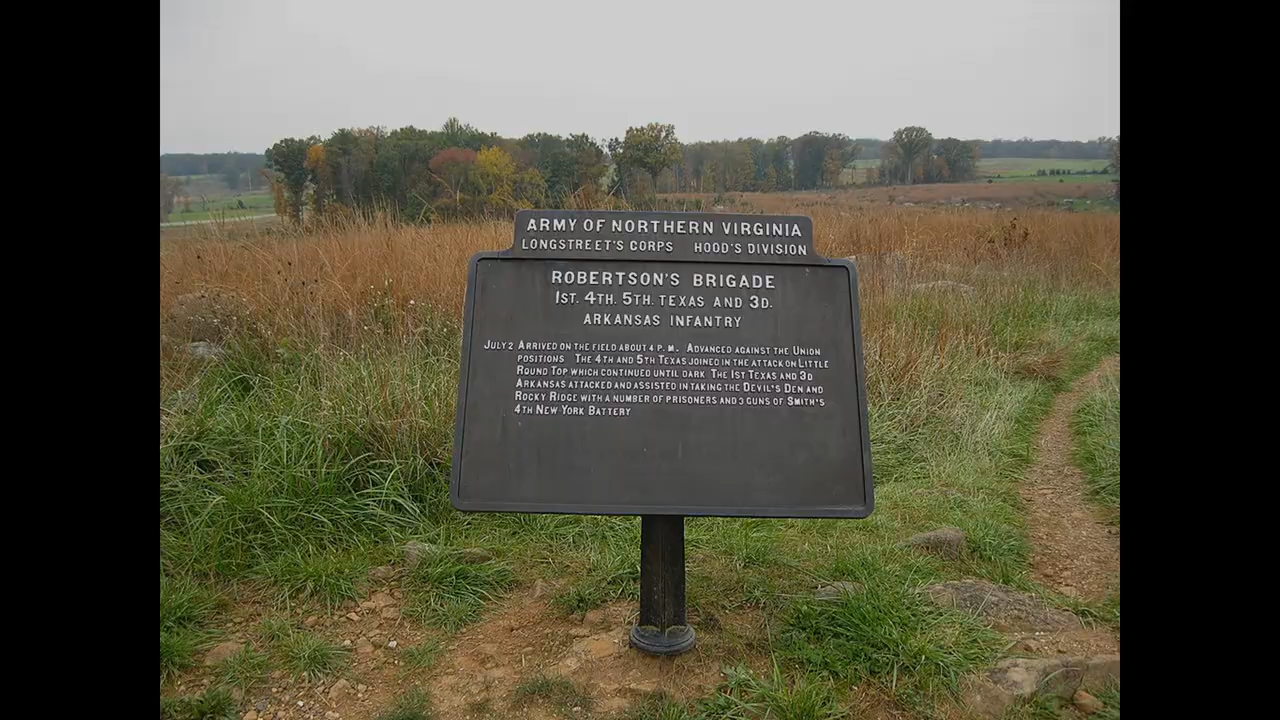 ARMY OF NORTHERN VIRGINIA
LONGSTREET'S CORPS HOOD'S DIVISION
ROBERTSON'S BRIGADE
1ST. 4TH. 5TH. TEXAS AND 3D.
ARKANSAS INFANTRY
JULY 2 ARRIVED ON THE FIELD ABOUT 4 P. M. ADVANCED AGAINST THE UNION
POSITIONS THE 4TH AND 5TH TEXAS JOINED IN THE ATTACK ON LITTLE
ROUND TOP WHICH CONTINUED UNTIL DARK THE 1ST TEXAS AND 3D
ARKANSAS ATTACKED AND ASSISTED IN TAKING THE DEVIL'S DEN AND
ROCKY RIDGE WITH A NUMBER OF PRISONERS AND 3 GUNS OF SMITH'S
4TH NEW YORK BATTERY